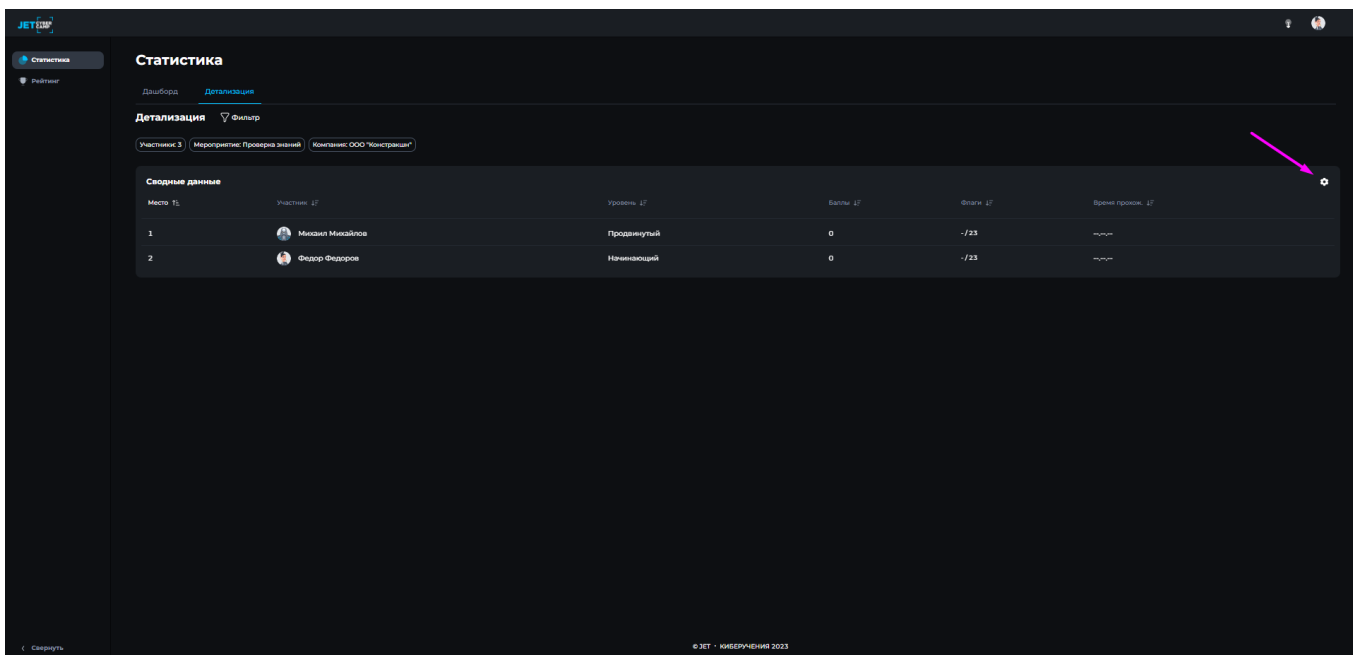 JET CYBER CAMP
Статистика
Рейтинг
Статистика
Дашборд Детализация
Детализация Фильтр
Участники: 3 Мероприятие: Проверка знаний Компания: ООО "Констракшн"
Сводные данные
Место Участник Уровень Баллы Флаги Время прохож.
1 Михаил Михайлов Продвинутый 0 -/23 --,--,--
2 Федор Федоров Начинающий 0 -/23 --,--,--
Свернуть
© JET · КИБЕРУЧЕНИЯ 2023